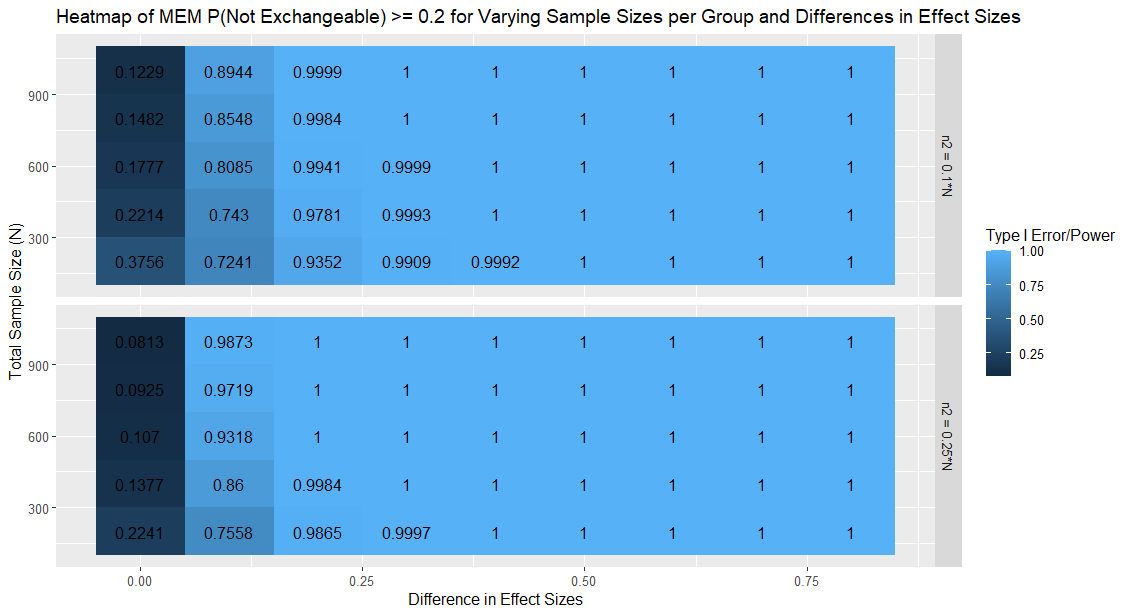 Heatmap of MEM P(Not Exchangeable) >= 0.2 for Varying Sample Sizes per Group and Differences in Effect Sizes
Total Sample Size (N)
900
600
300
0.1229 0.8944 0.9999 1 1 1 1 1 1
0.1482 0.8548 0.9984 1 1 1 1 1 1
0.1777 0.8085 0.9941 0.9999 1 1 1 1 1
0.2214 0.743 0.9781 0.9993 1 1 1 1 1
0.3756 0.7241 0.9352 0.9909 0.9992 1 1 1 1
n2 = 0.1*N
900
600
300
0.0813 0.9873 1 1 1 1 1 1 1
0.0925 0.9719 1 1 1 1 1 1 1
0.107 0.9318 1 1 1 1 1 1 1
0.1377 0.86 0.9984 1 1 1 1 1 1
0.2241 0.7558 0.9865 0.9997 1 1 1 1 1
n2 = 0.25*N
0.00 0.25 0.50 0.75
Difference in Effect Sizes
Type I Error/Power
1.00
0.75
0.50
0.25